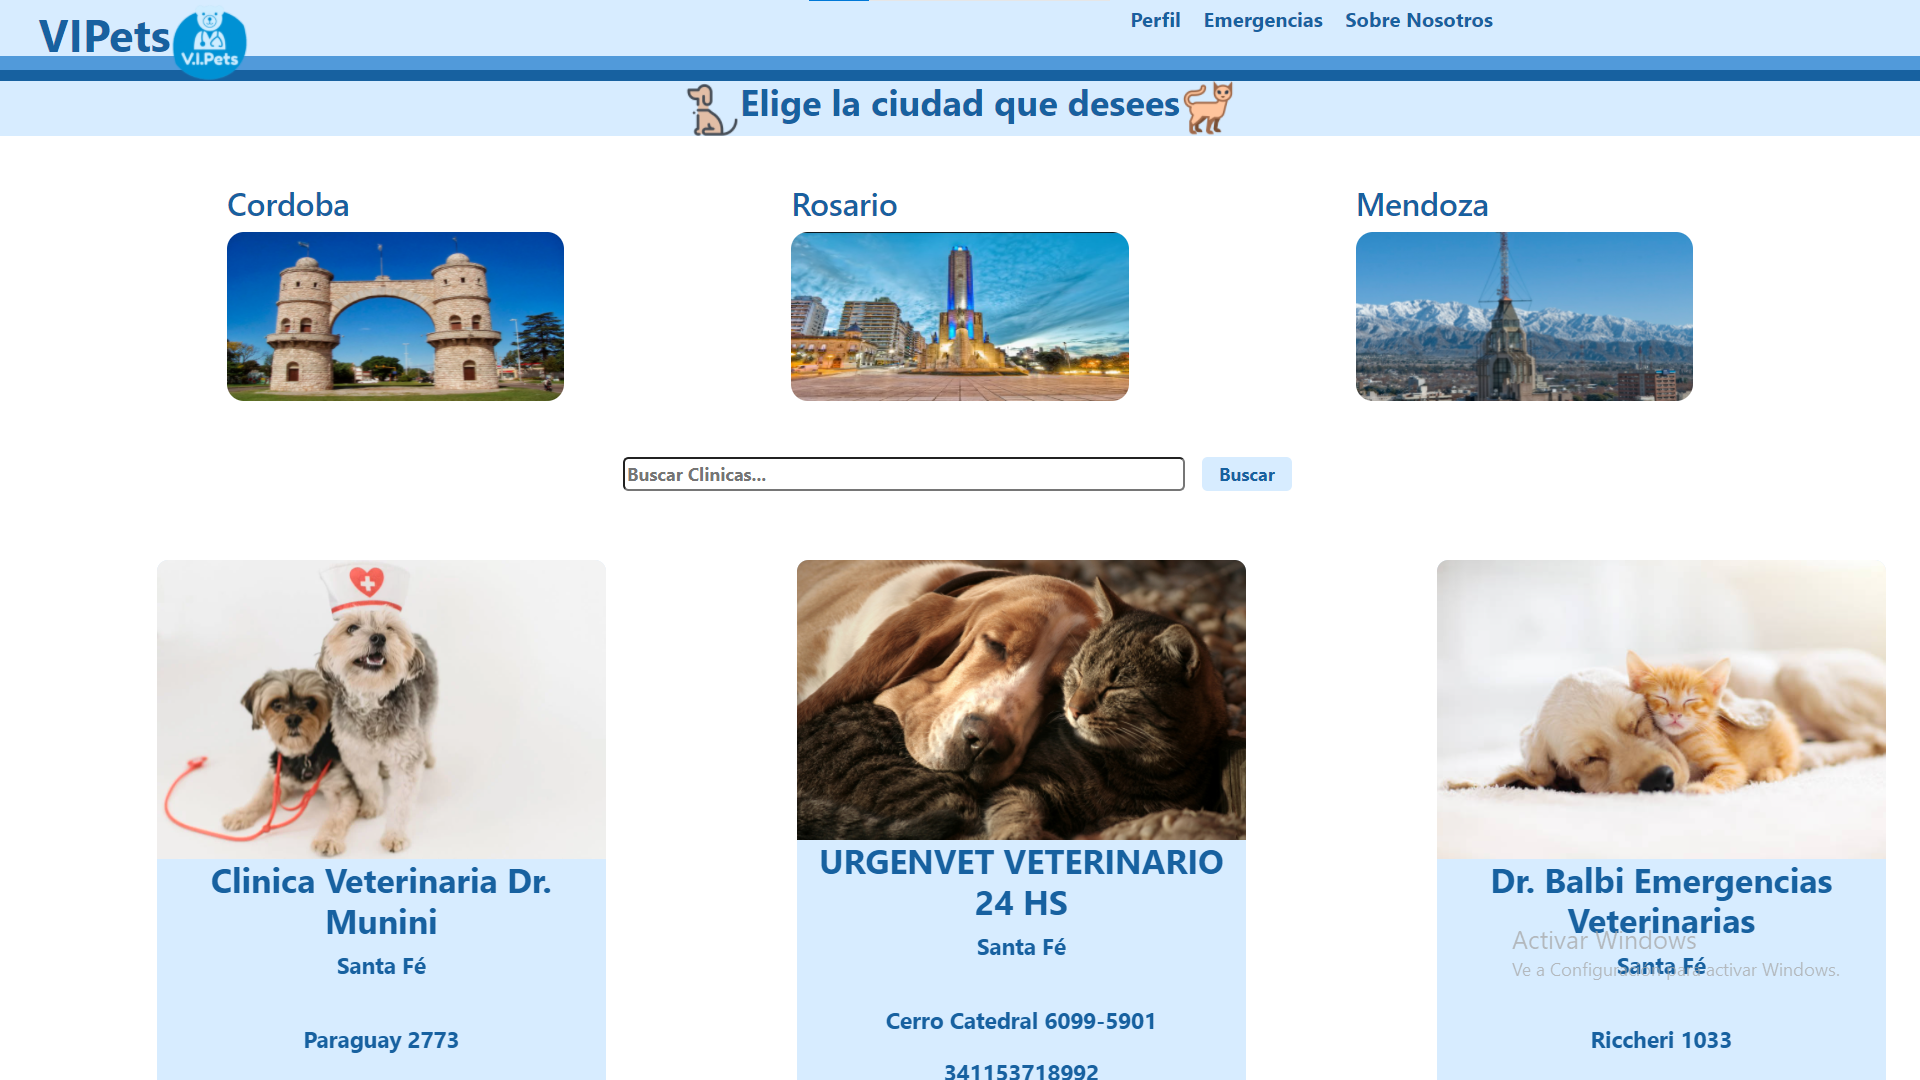 VIPets
V.I.Pets
Perfil
Emergencias
Sobre Nosotros
Elige la ciudad que desees
Cordoba
Rosario
Mendoza
Buscar Clinicas...
Buscar
Clinica Veterinaria Dr.
Munini
Santa Fé
Paraguay 2773
URGENVET VETERINARIO
24 HS
Santa Fé
Cerro Catedral 6099-5901
341153718992
Dr. Balbi Emergencias
Veterinarias
Santa Fé
Riccheri 1033
Activar Windows
Ve a Configuración para activar Windows.